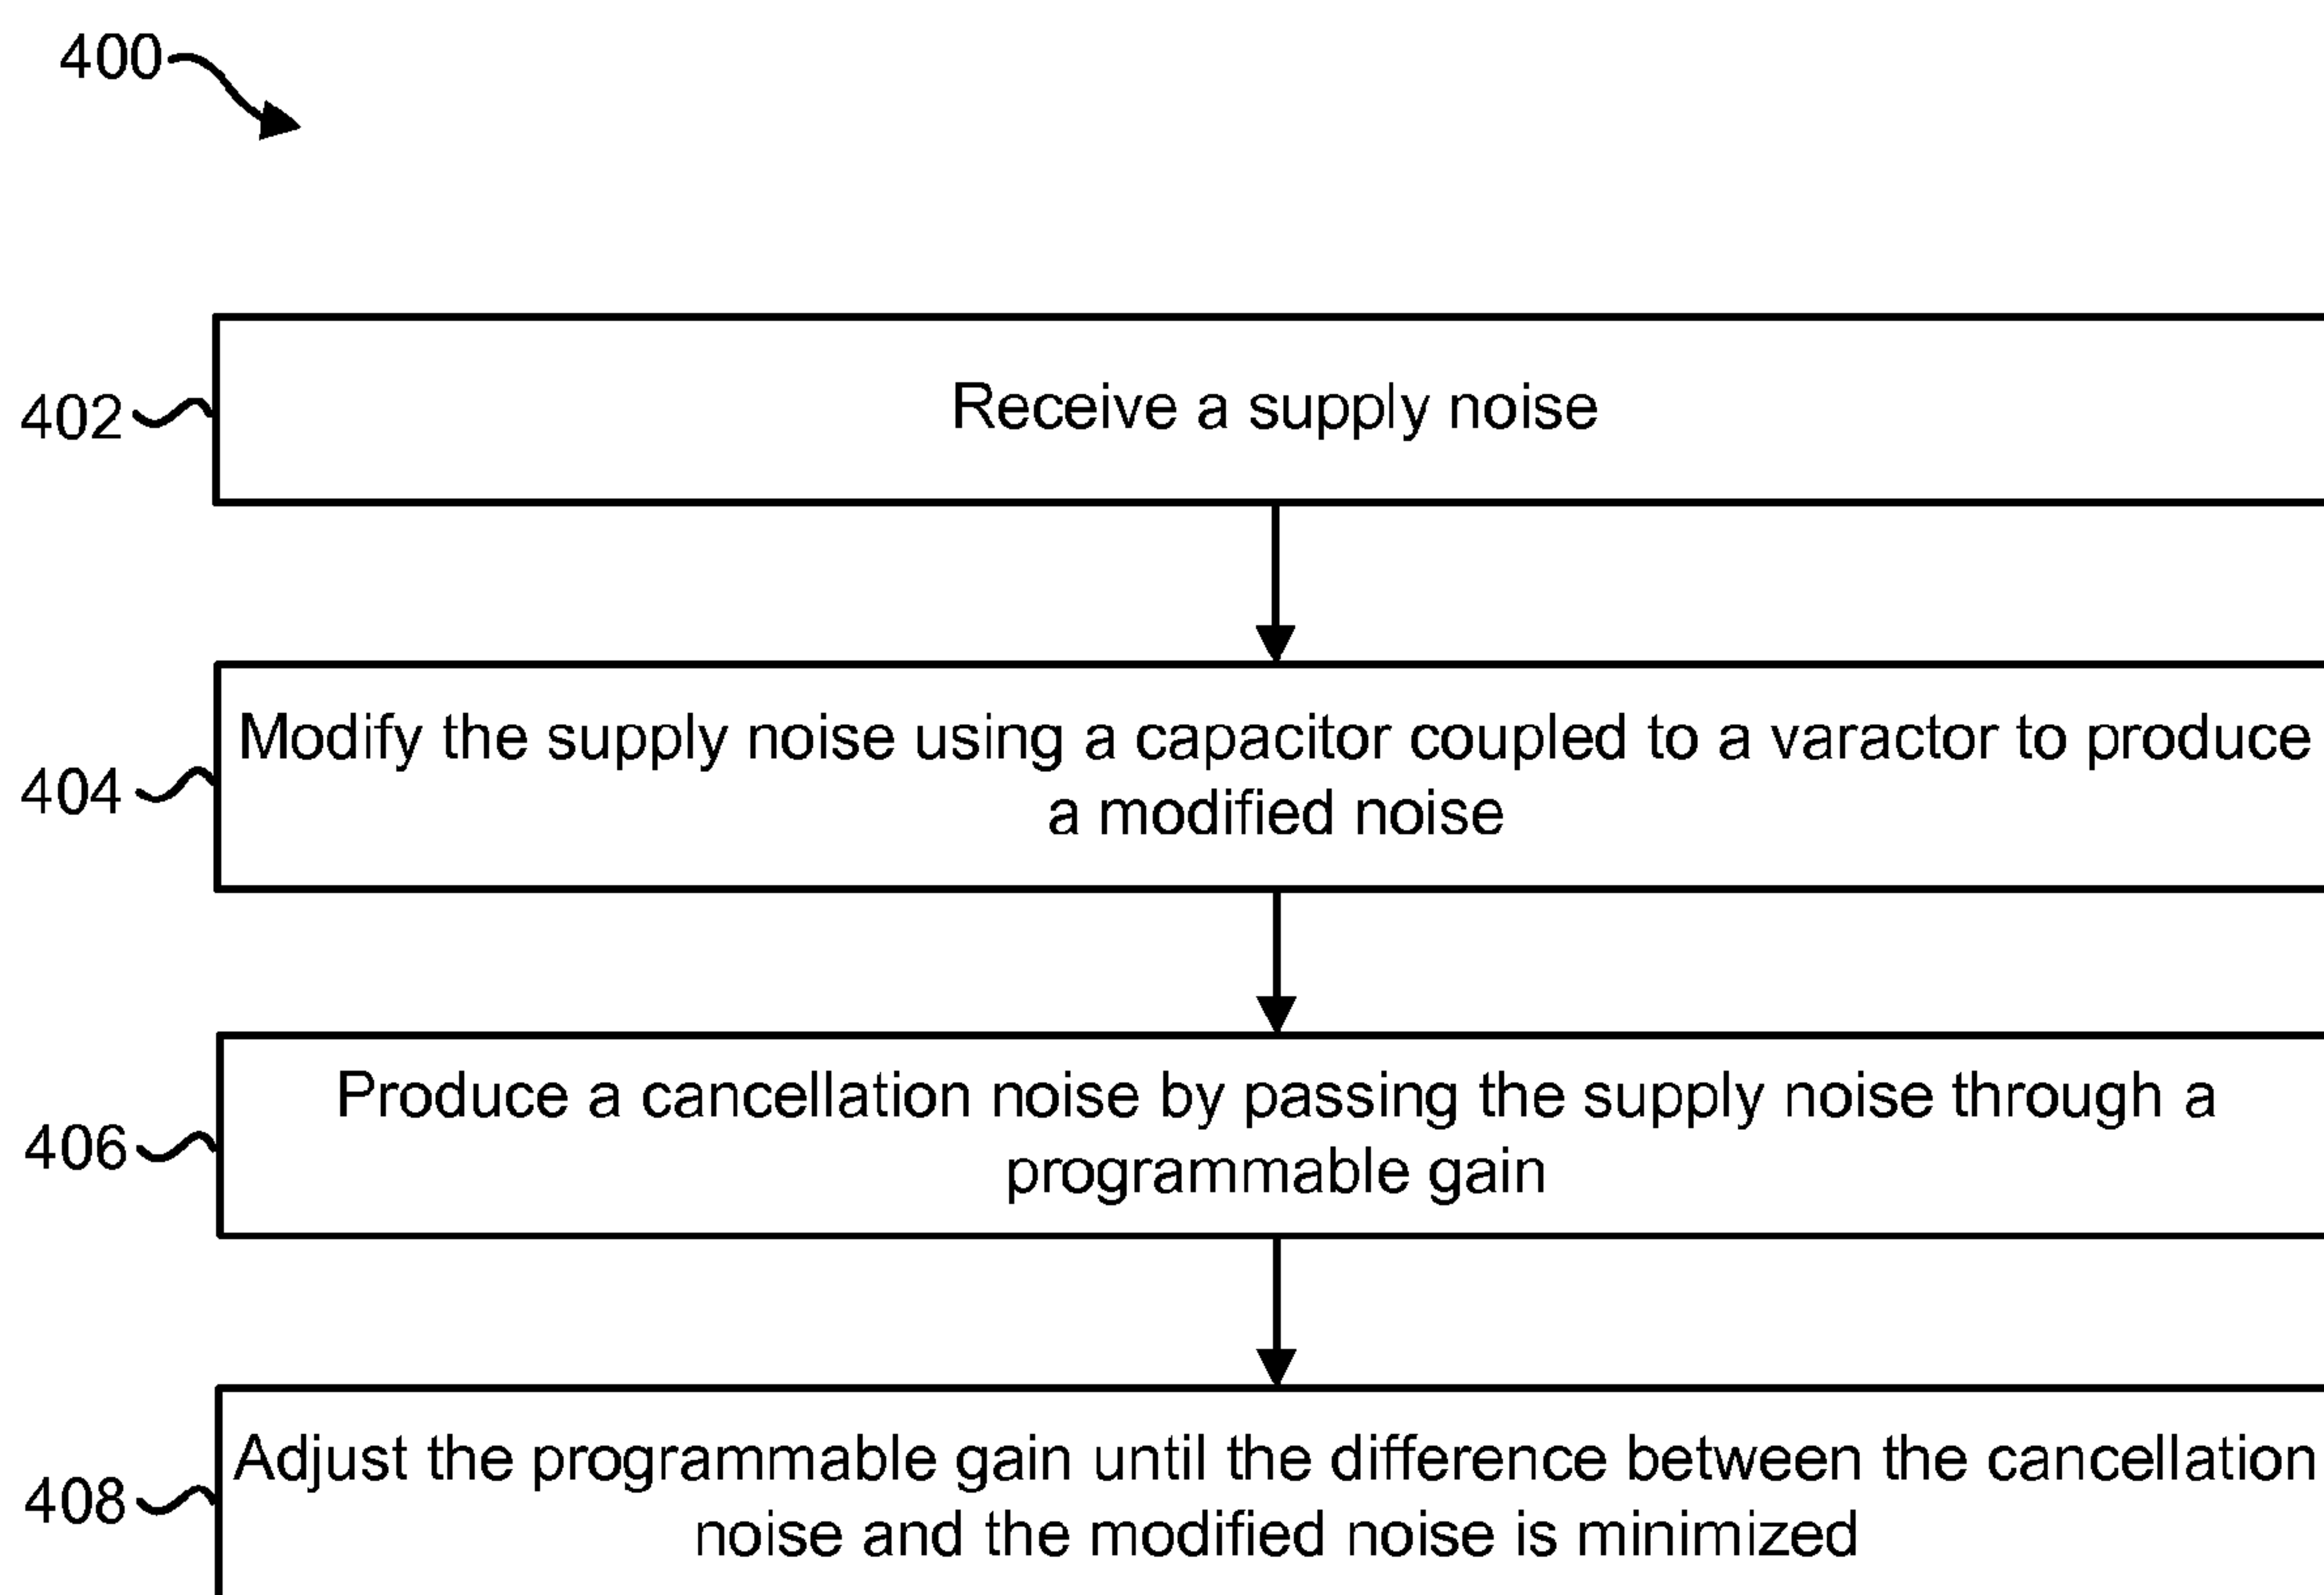 400
402
Receive a supply noise
404
Modify the supply noise using a capacitor coupled to a varactor to produce
a modified noise
406
Produce a cancellation noise by passing the supply noise through a
programmable gain
408
Adjust the programmable gain until the difference between the cancellation
noise and the modified noise is minimized